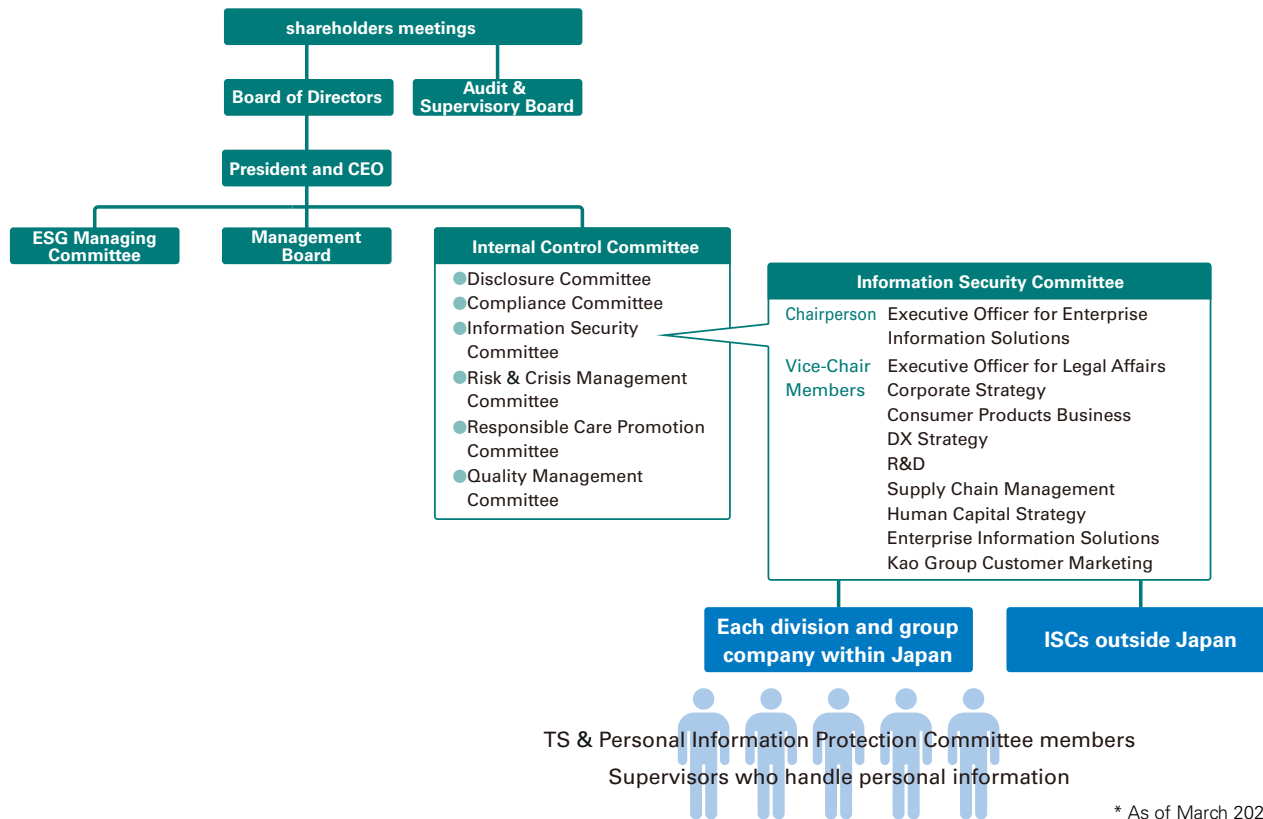 shareholders meetings
Board of Directors
Audit &
Supervisory Board
President and CEO
ESG Managing
Committee
Management
Board
Internal Control Committee
Disclosure Committee
Compliance Committee
Information Security
Committee
Risk & Crisis Management
Committee
Responsible Care Promotion
Committee
Quality Management
Committee
Information Security Committee
Chairperson Executive Officer for Enterprise
Information Solutions
Vice-Chair Executive Officer for Legal Affairs
Members Corporate Strategy
Consumer Products Business
DX Strategy
R&D
Supply Chain Management
Human Capital Strategy
Enterprise Information Solutions
Kao Group Customer Marketing
Each division and group
company within Japan
ISCs outside Japan
TS & Personal Information Protection Committee members
Supervisors who handle personal information
* As of March